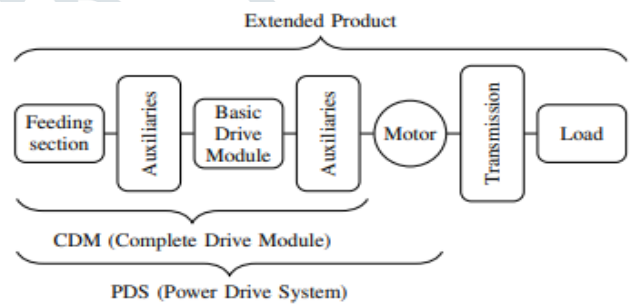 Extended Product
Feeding
section
Auxiliaries
Basic
Drive
Module
Auxiliaries
Motor
Transmission
Load
CDM (Complete Drive Module)
PDS (Power Drive System)